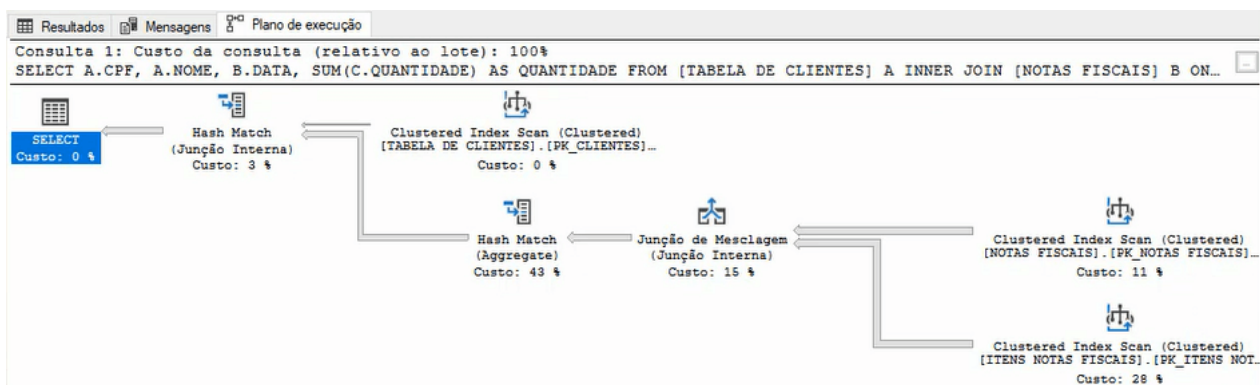 Resultados Mensagens Plano de execução
Consulta 1: Custo da consulta (relativo ao lote): 100%
SELECT A.CPF, A.NOME, B.DATA, SUM(C.QUANTIDADE) AS QUANTIDADE FROM [TABELA DE CLIENTES] A INNER JOIN [NOTAS FISCAIS] B ON…
SELECT
Custo: 0 %
Hash Match
(Junção Interna)
Custo: 3 %
Clustered Index Scan (Clustered)
[TABELA DE CLIENTES].[PK_CLIENTES]…
Custo: 0 %
Hash Match
(Aggregate)
Custo: 43 %
Junção de Mesclagem
(Junção Interna)
Custo: 15 %
Clustered Index Scan (Clustered)
[NOTAS FISCAIS].[PK_NOTAS FISCAIS]…
Custo: 11 %
Clustered Index Scan (Clustered)
[ITENS NOTAS FISCAIS].[PK_ITENS NOT…
Custo: 28 %